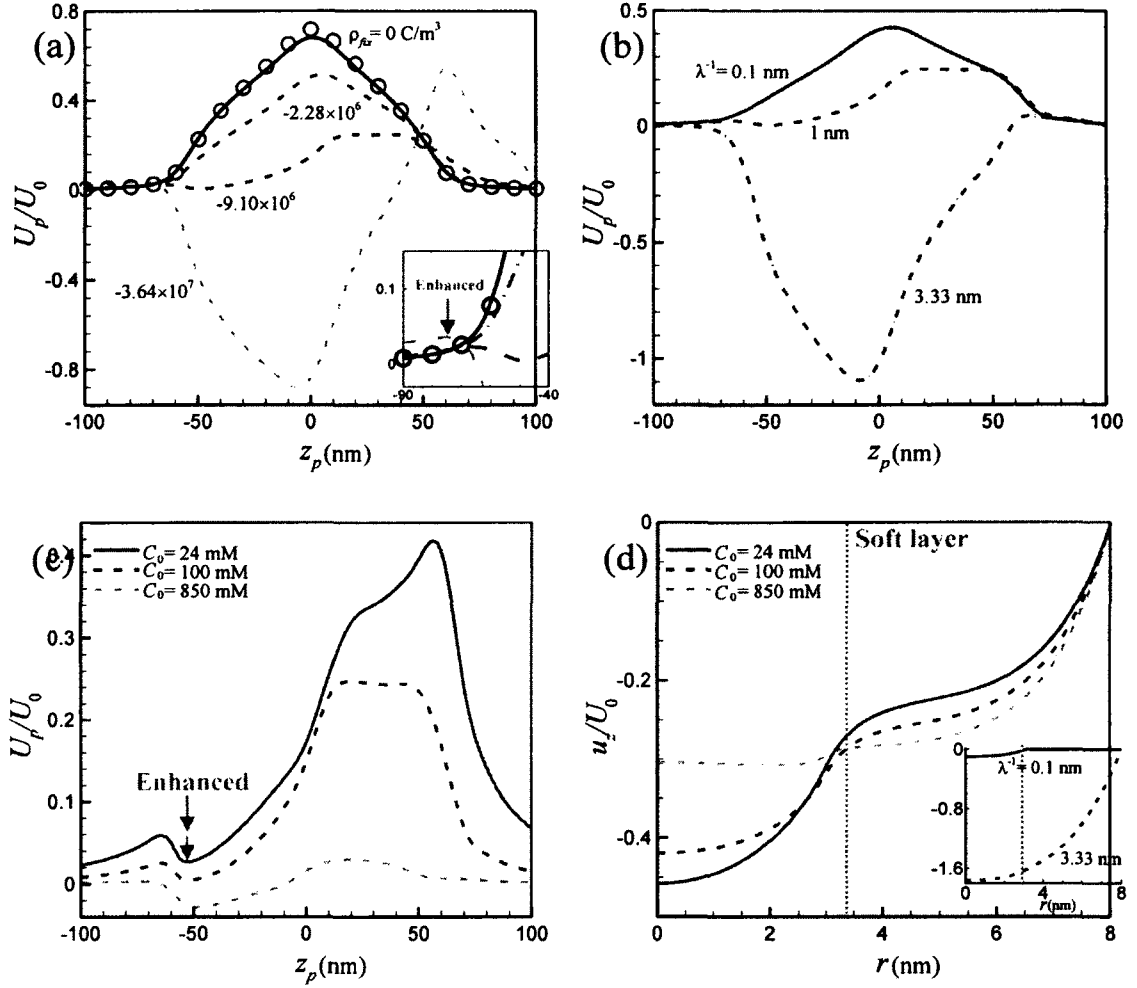 (a)
ρfix= 0 C/m³
-2.28×10⁶
-9.10×10⁶
-3.64×10⁷
Enhanced
0.1
0
-90
-40
0.8
0.4
0
-0.4
-0.8
-100
-50
0
50
100
Up/U0
zp(nm)
(b)
λ⁻¹= 0.1 nm
1 nm
3.33 nm
0.5
0
-0.5
-1
-100
-50
0
50
100
Up/U0
zp(nm)
(c)
C0= 24 mM
C0= 100 mM
C0= 850 mM
Enhanced
0.4
0.3
0.2
0.1
0
-100
-50
0
50
100
Up/U0
zp(nm)
(d)
C0= 24 mM
C0= 100 mM
C0= 850 mM
Soft layer
0
-0.2
-0.4
0
2
4
6
8
uz/U0
r(nm)
0
-0.8
-1.6
λ⁻¹= 0.1 nm
3.33 nm
0
4
8
r(nm)